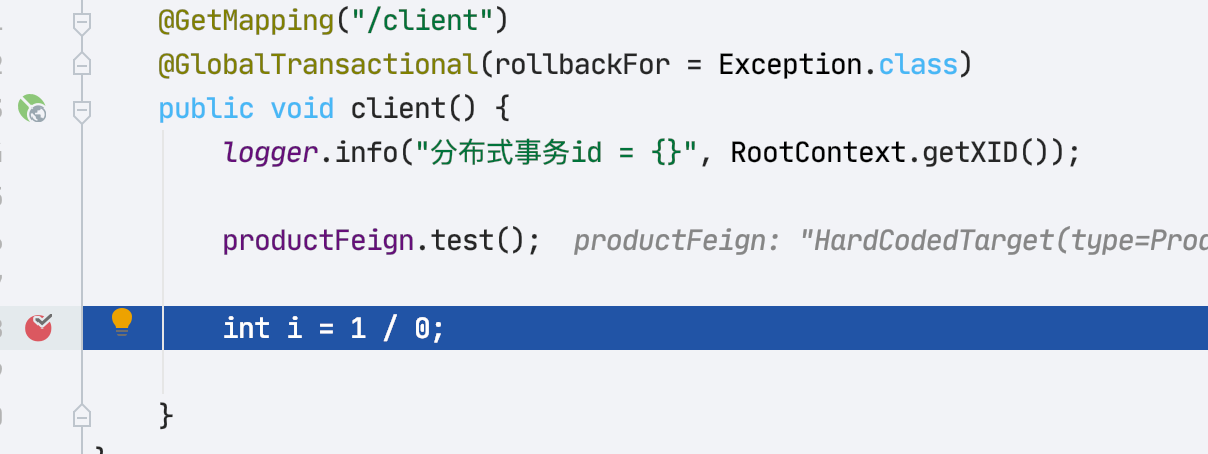 @GetMapping("/client")
@GlobalTransactional(rollbackFor = Exception.class)
public void client() {
logger.info("分布式事务id = {}", RootContext.getXID());
productFeign.test(); productFeign: "HardCodedTarget(type=Prod
int i = 1 / 0;
}